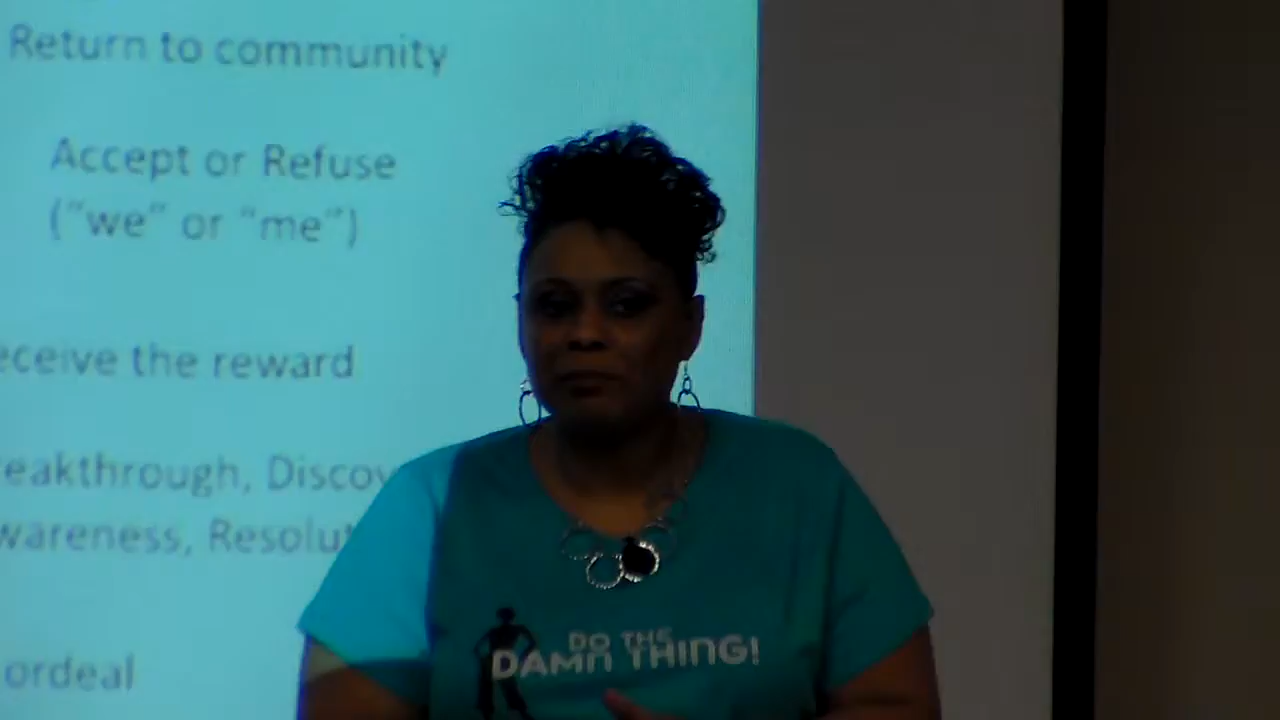 Return to community
Accept or Refuse
("we" or "me")
eceive the reward
reakthrough, Discov
wareness, Resolut
ordeal
DO THE
DAMN THING!